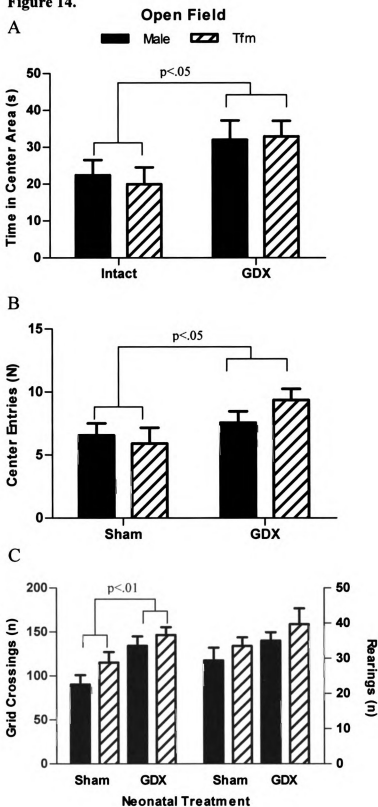 Figure 14.
Open Field
A
Male Tfm
p<.05
Time in Center Area (s)
50
40
30
20
10
0
Intact GDX
B
p<.05
Center Entries (N)
15
10
5
0
Sham GDX
C
p<.01
Grid Crossings (n)
200
150
100
50
0
Rearings (n)
50
40
30
20
10
0
Sham GDX Sham GDX
Neonatal Treatment